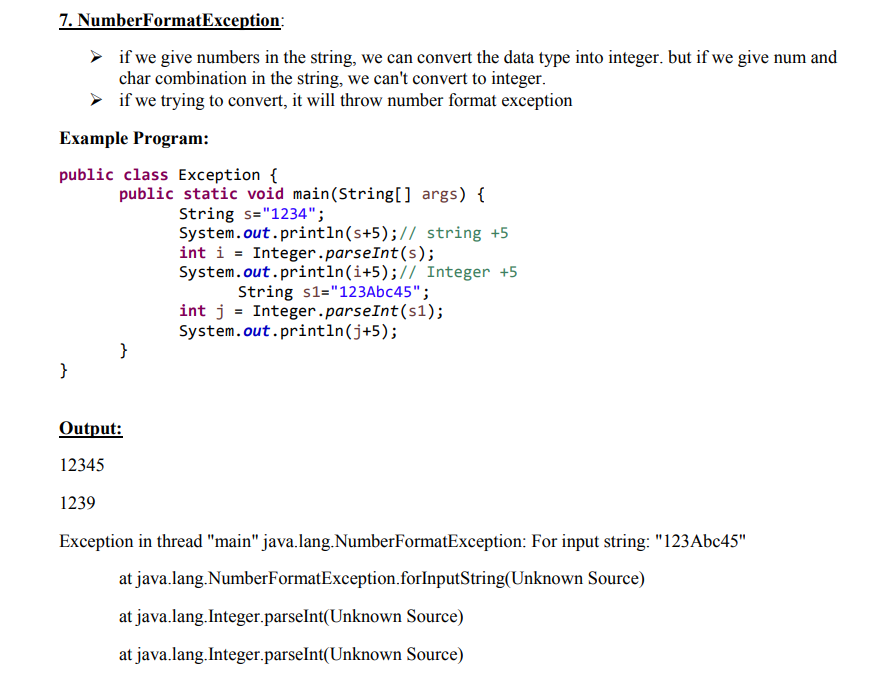 7. NumberFormatException:
➢ if we give numbers in the string, we can convert the data type into integer. but if we give num and
char combination in the string, we can't convert to integer.
➢ if we trying to convert, it will throw number format exception
Example Program:
public class Exception {
public static void main(String[] args) {
String s="1234";
System.out.println(s+5);// string +5
int i = Integer.parseInt(s);
System.out.println(i+5);// Integer +5
String s1="123Abc45";
int j = Integer.parseInt(s1);
System.out.println(j+5);
}
}
Output:
12345
1239
Exception in thread "main" java.lang.NumberFormatException: For input string: "123Abc45"
at java.lang.NumberFormatException.forInputString(Unknown Source)
at java.lang.Integer.parseInt(Unknown Source)
at java.lang.Integer.parseInt(Unknown Source)